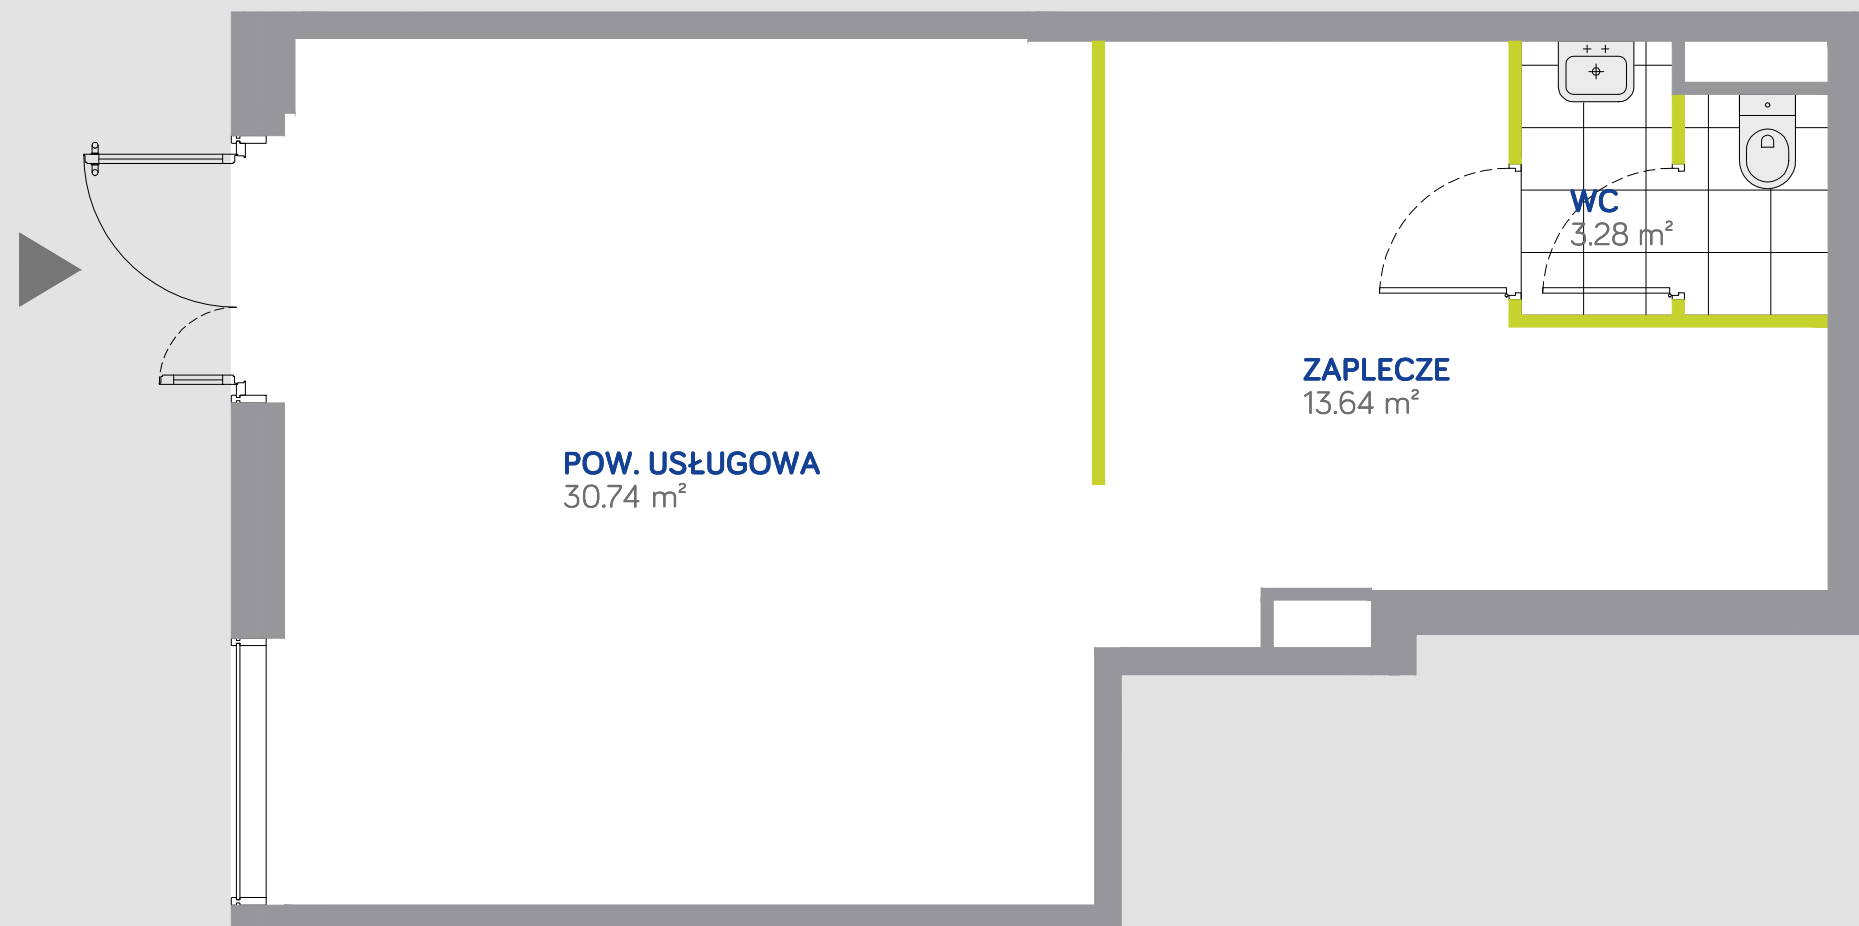 WC
3.28 m²
ZAPLECZE
13.64 m²
POW. USŁUGOWA
30.74 m²